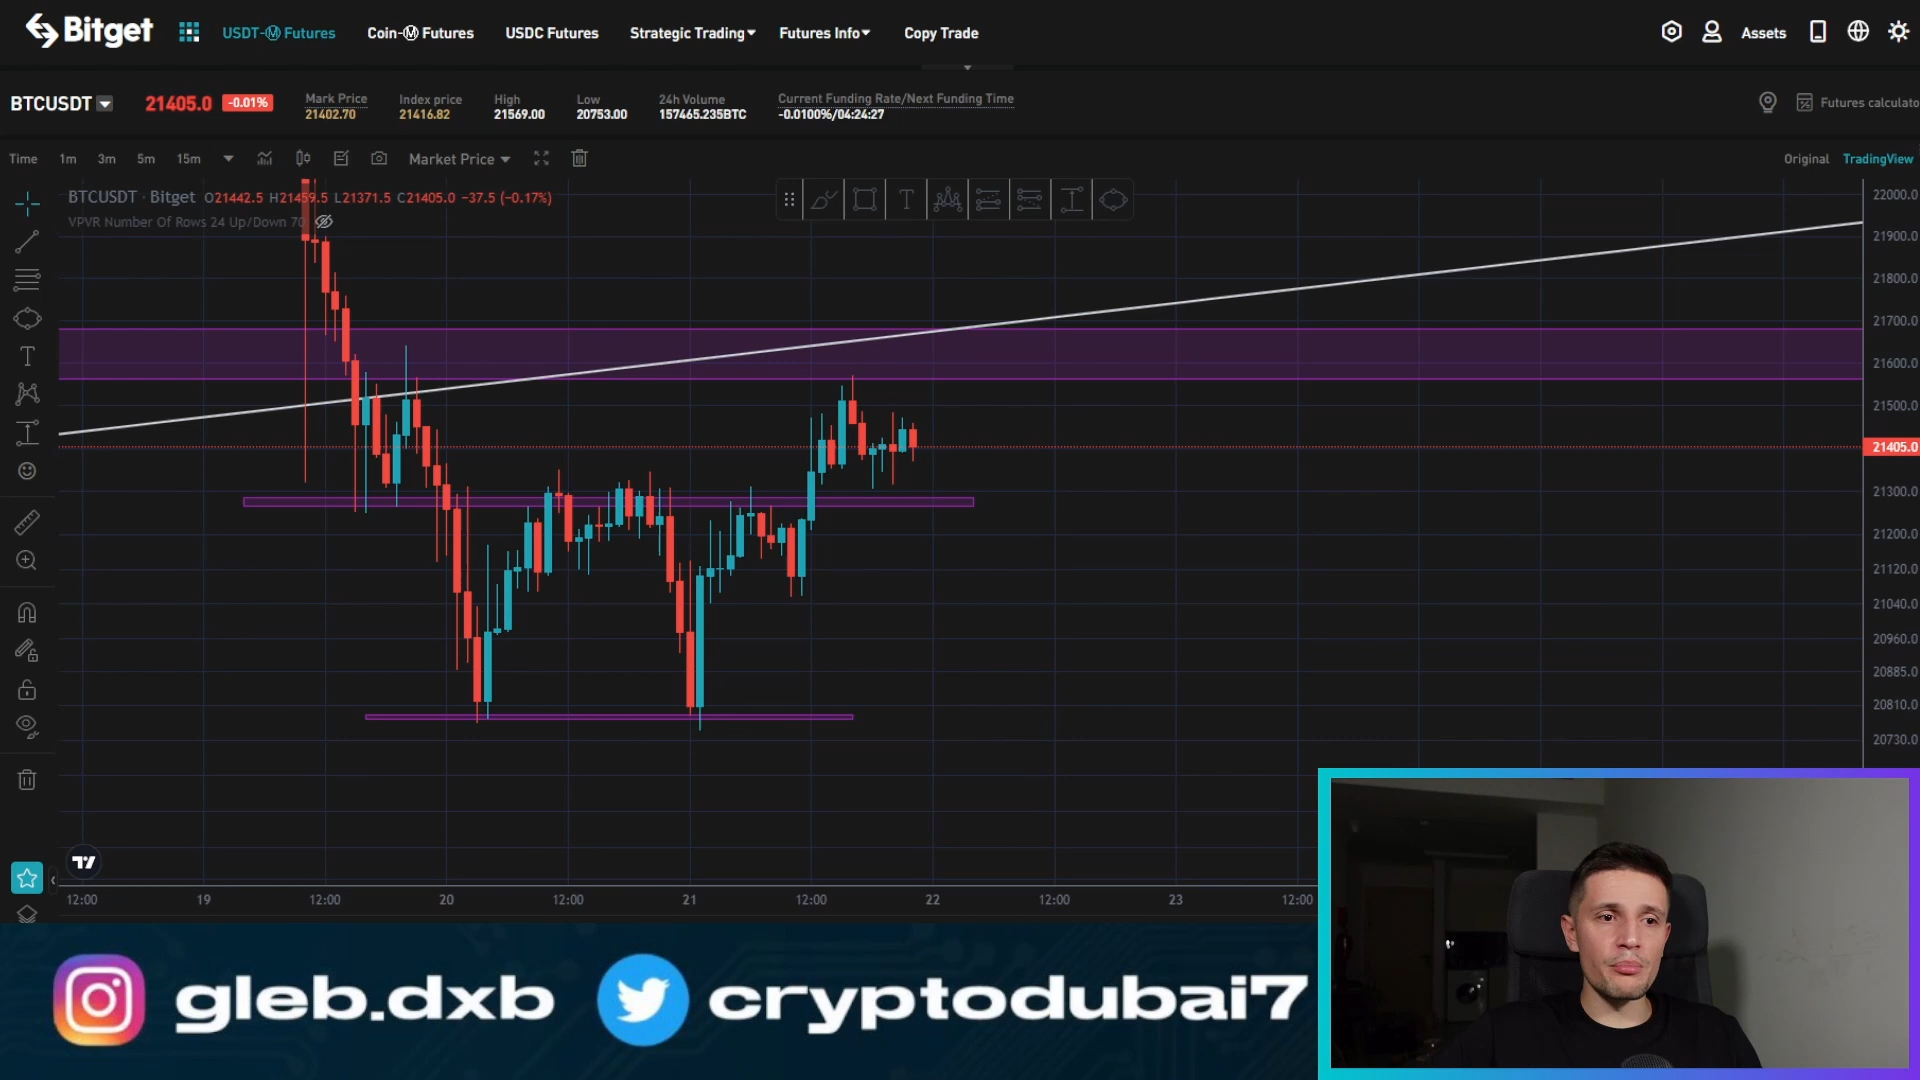 Bitget
USDT-Ⓜ Futures
Coin-Ⓜ Futures
USDC Futures
Strategic Trading
Futures Info
Copy Trade
Assets
BTCUSDT
21405.0
-0.01%
Mark Price
21402.70
Index price
21416.82
High
21569.00
Low
20753.00
24h Volume
157465.235BTC
Current Funding Rate/Next Funding Time
-0.0100%/04:24:27
Futures calculato
Time
1m
3m
5m
15m
Market Price
Original
TradingView
BTCUSDT · Bitget O21442.5 H21459.5 L21371.5 C21405.0 -37.5 (-0.17%)
VPVR Number Of Rows 24 Up/Down 70
22000.0
21900.0
21800.0
21700.0
21600.0
21500.0
21405.0
21300.0
21200.0
21120.0
21040.0
20960.0
20885.0
20810.0
20730.0
12:00
19
12:00
20
12:00
21
12:00
22
12:00
23
12:00
gleb.dxb
cryptodubai7